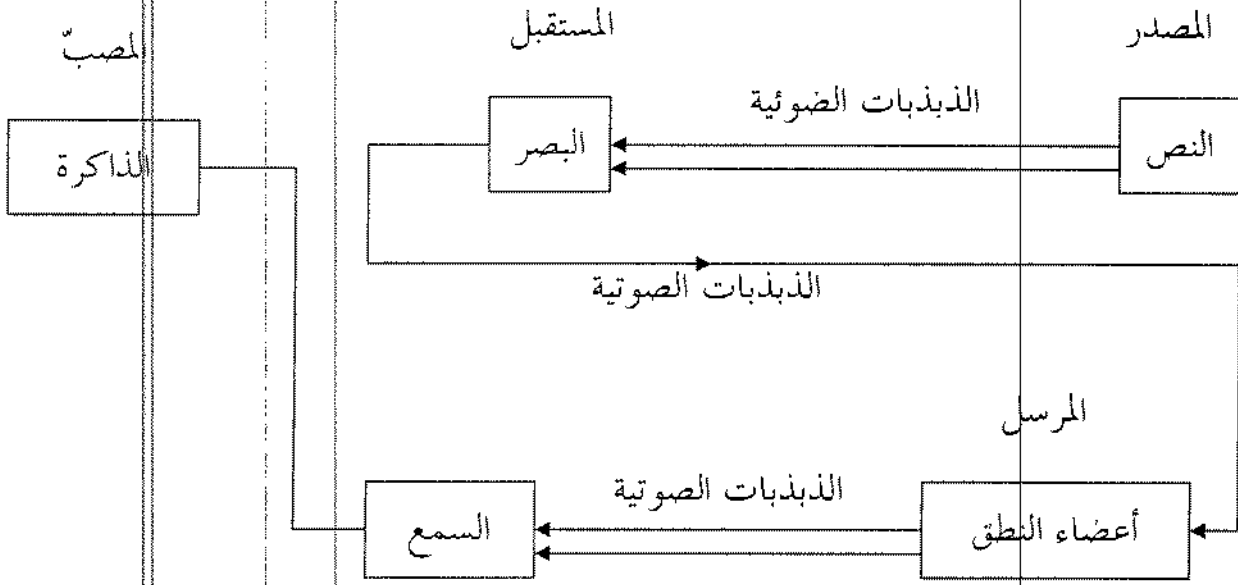 المصدر
المستقبل
المصبّ
الذبذبات الضوئية
النص
البصر
الذاكرة
الذبذبات الصوتية
المرسل
الذبذبات الصوتية
أعضاء النطق
السمع